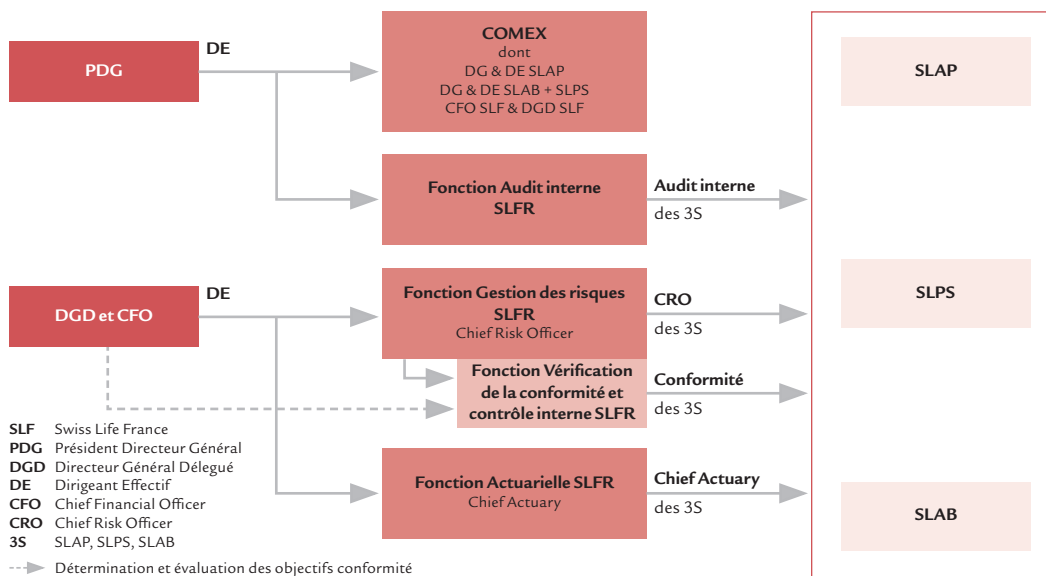 PDG
DE
COMEX
dont
DG & DE SLAP
DG & DE SLAB + SLPS
CFO SLF & DGD SLF
SLAP
Fonction Audit interne
SLFR
Audit interne
des 3S
DGD et CFO
DE
Fonction Gestion des risques
SLFR
Chief Risk Officer
CRO
des 3S
SLPS
Fonction Vérification
de la conformité et
contrôle interne SLFR
Conformité
des 3S
Fonction Actuarielle SLFR
Chief Actuary
Chief Actuary
des 3S
SLAB
SLF Swiss Life France
PDG Président Directeur Général
DGD Directeur Général Délegué
DE Dirigeant Effectif
CFO Chief Financial Officer
CRO Chief Risk Officer
3S SLAP, SLPS, SLAB
Détermination et évaluation des objectifs conformité